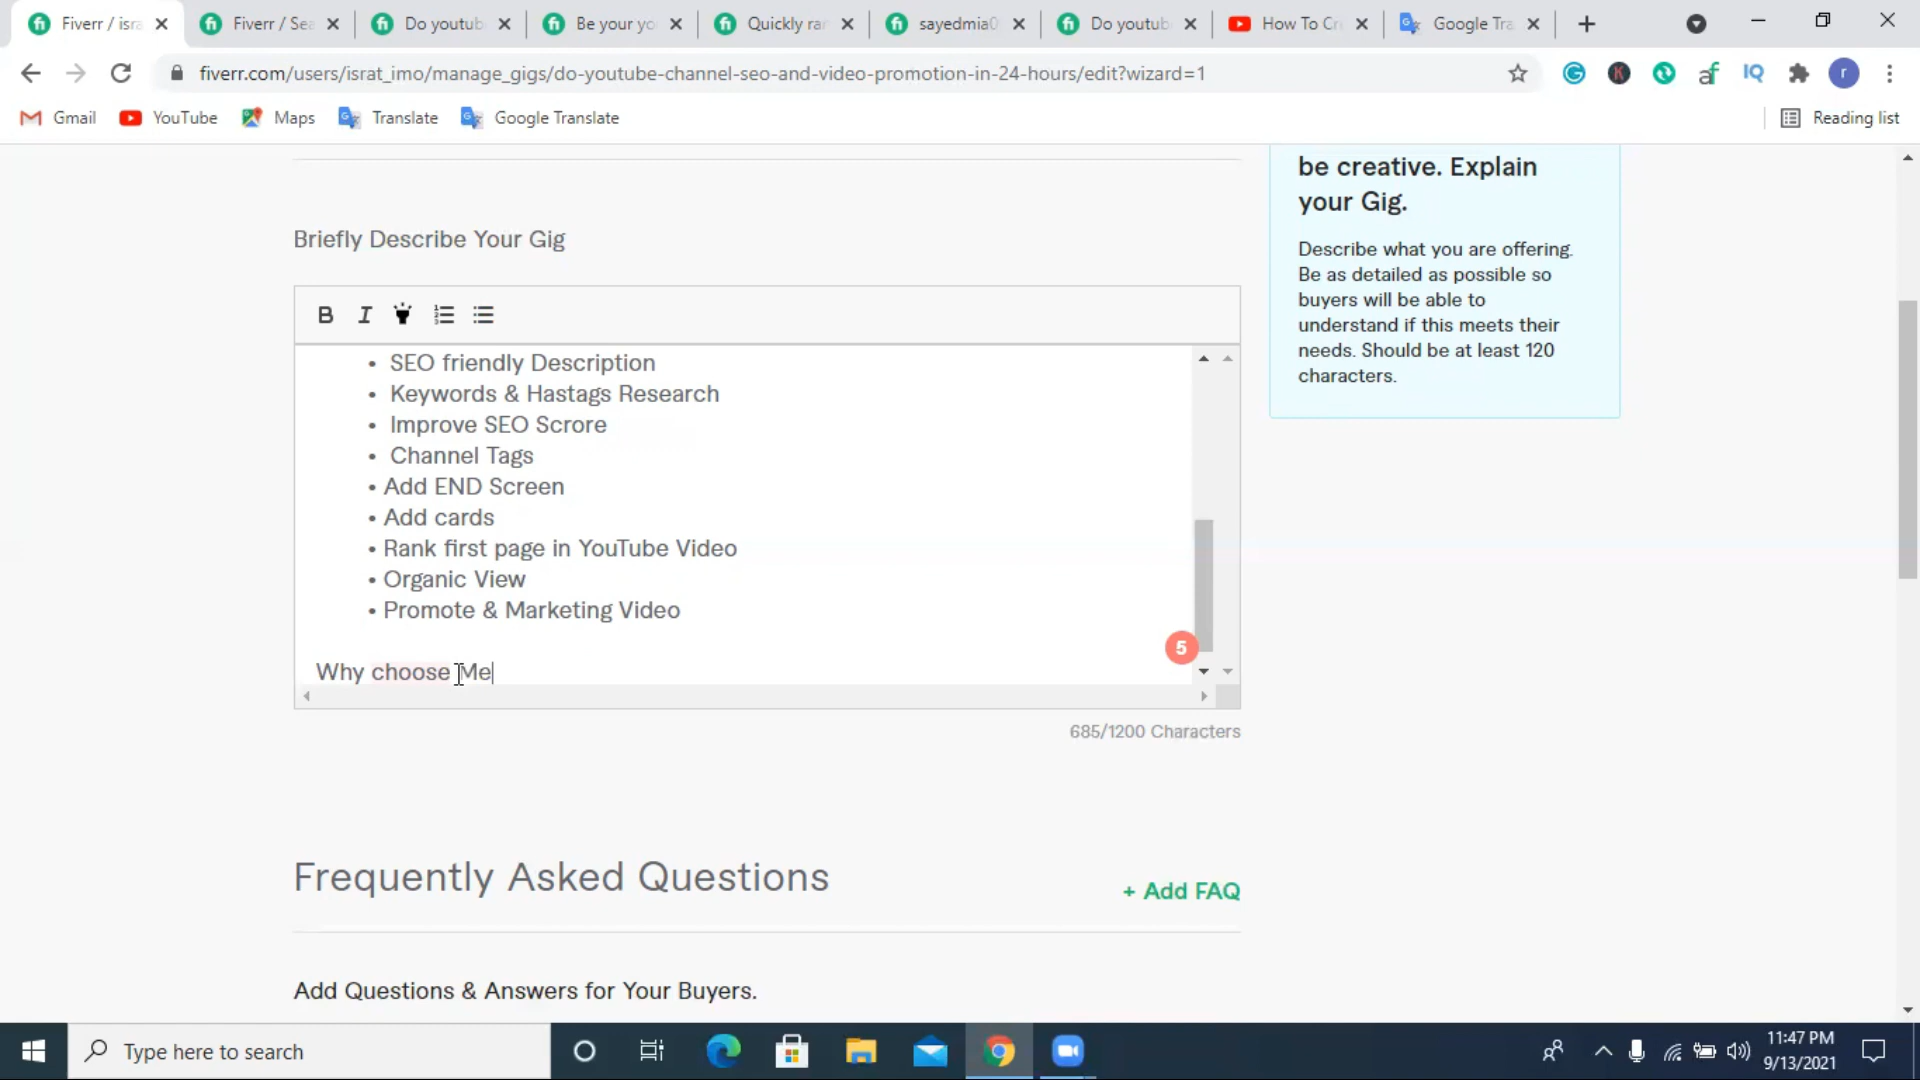 Fiverr / isra
Fiverr / Sea
Do youtub
Be your yo
Quickly ran
sayedmia0
Do youtub
How To Cr
Google Tra
fiverr.com/users/israt_imo/manage_gigs/do-youtube-channel-seo-and-video-promotion-in-24-hours/edit?wizard=1
Gmail
YouTube
Maps
Translate
Google Translate
Reading list
be creative. Explain
your Gig.
Describe what you are offering.
Be as detailed as possible so
buyers will be able to
understand if this meets their
needs. Should be at least 120
characters.
Briefly Describe Your Gig
B I
• SEO friendly Description
• Keywords & Hastags Research
• Improve SEO Scrore
• Channel Tags
• Add END Screen
• Add cards
• Rank first page in YouTube Video
• Organic View
• Promote & Marketing Video
5
Why choose Me
685/1200 Characters
Frequently Asked Questions
+ Add FAQ
Add Questions & Answers for Your Buyers.
Type here to search
11:47 PM
9/13/2021